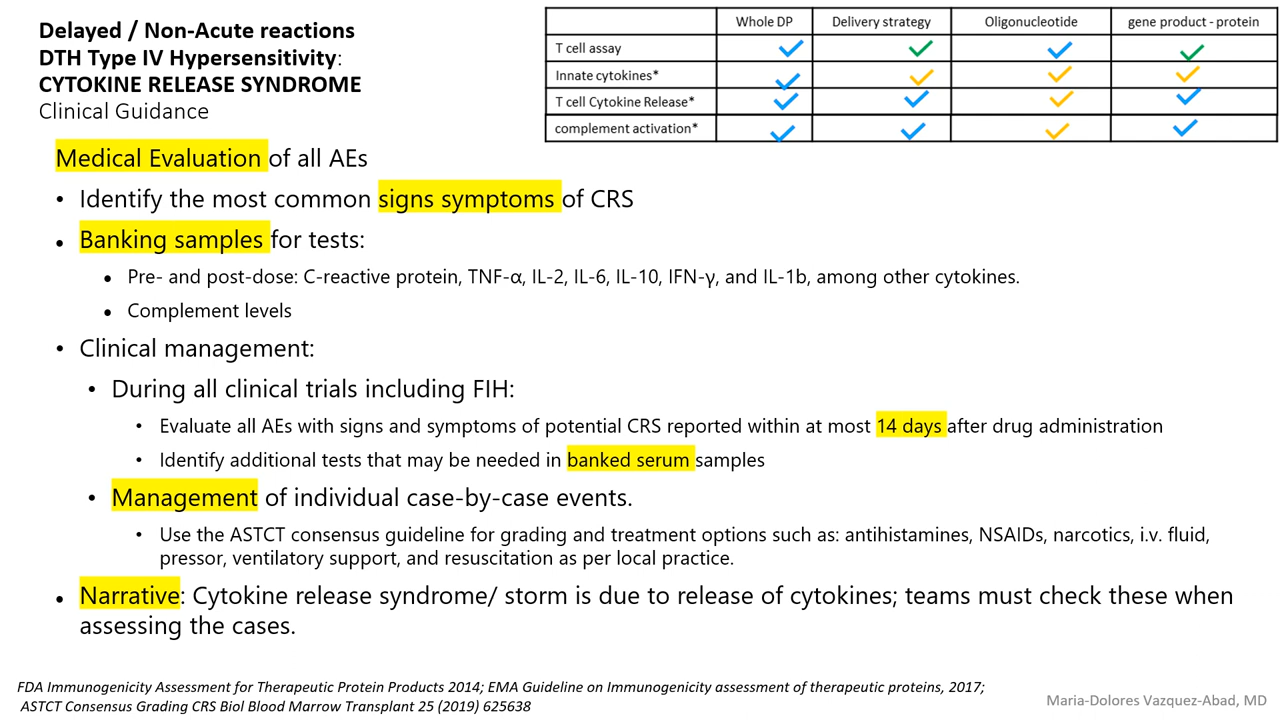 Delayed / Non-Acute reactions
DTH Type IV Hypersensitivity:
CYTOKINE RELEASE SYNDROME
Clinical Guidance
Whole DP Delivery strategy Oligonucleotide gene product - protein
T cell assay
Innate cytokines*
T cell Cytokine Release*
complement activation*
Medical Evaluation of all AEs
• Identify the most common signs symptoms of CRS
• Banking samples for tests:
• Pre- and post-dose: C-reactive protein, TNF-α, IL-2, IL-6, IL-10, IFN-γ, and IL-1b, among other cytokines.
• Complement levels
• Clinical management:
• During all clinical trials including FIH:
• Evaluate all AEs with signs and symptoms of potential CRS reported within at most 14 days after drug administration
• Identify additional tests that may be needed in banked serum samples
• Management of individual case-by-case events.
• Use the ASTCT consensus guideline for grading and treatment options such as: antihistamines, NSAIDs, narcotics, i.v. fluid,
pressor, ventilatory support, and resuscitation as per local practice.
• Narrative: Cytokine release syndrome/ storm is due to release of cytokines; teams must check these when
assessing the cases.
FDA Immunogenicity Assessment for Therapeutic Protein Products 2014; EMA Guideline on Immunogenicity assessment of therapeutic proteins, 2017;
ASTCT Consensus Grading CRS Biol Blood Marrow Transplant 25 (2019) 625638
Maria-Dolores Vazquez-Abad, MD